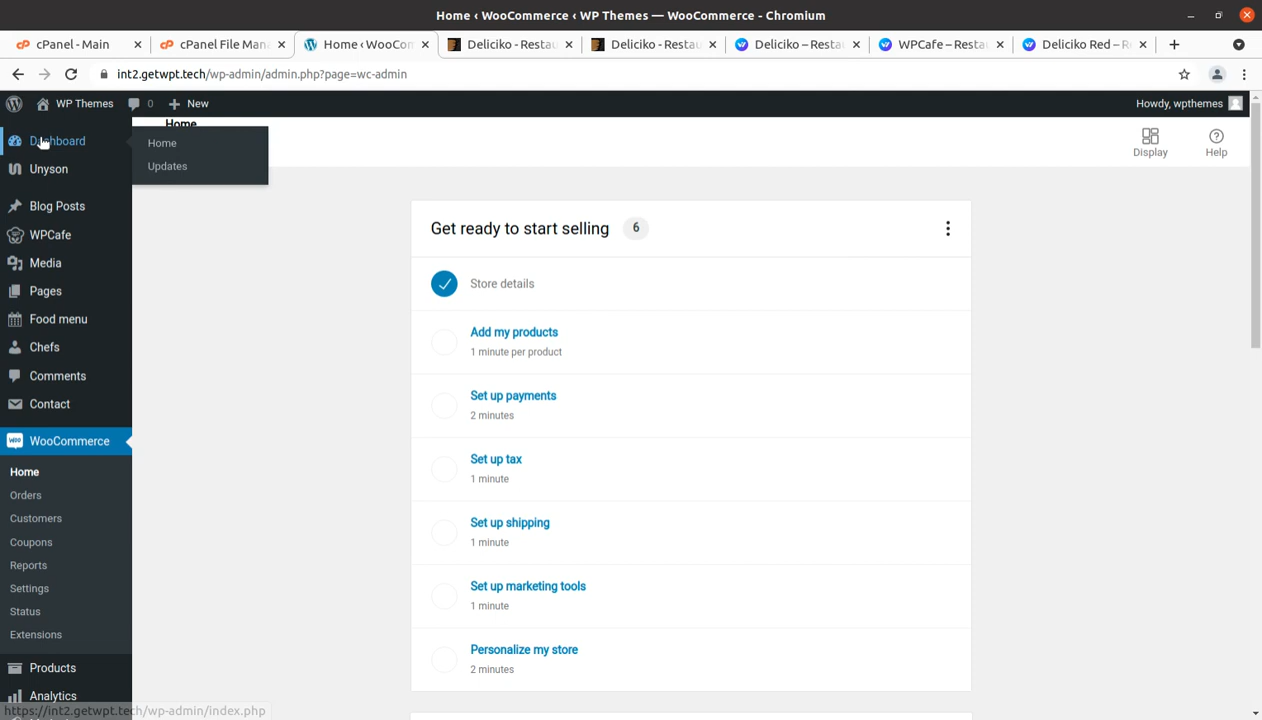 Home ‹ WooCommerce ‹ WP Themes — WooCommerce - Chromium
cPanel - Main
cPanel File Man
Home ‹ WooCom
Deliciko - Restau
Deliciko - Restau
Deliciko – Resta
WPCafe – Resta
Deliciko Red – R
int2.getwpt.tech/wp-admin/admin.php?page=wc-admin
WP Themes
0
New
Howdy, wpthemes
Dashboard
Home
Home
Updates
Display
Help
Unyson
Blog Posts
WPCafe
Media
Pages
Food menu
Chefs
Comments
Contact
woo
WooCommerce
Home
Orders
Customers
Coupons
Reports
Settings
Status
Extensions
Products
Analytics
Get ready to start selling 6
Store details
Add my products
1 minute per product
Set up payments
2 minutes
Set up tax
1 minute
Set up shipping
1 minute
Set up marketing tools
1 minute
Personalize my store
2 minutes
https://int2.getwpt.tech/wp-admin/index.php